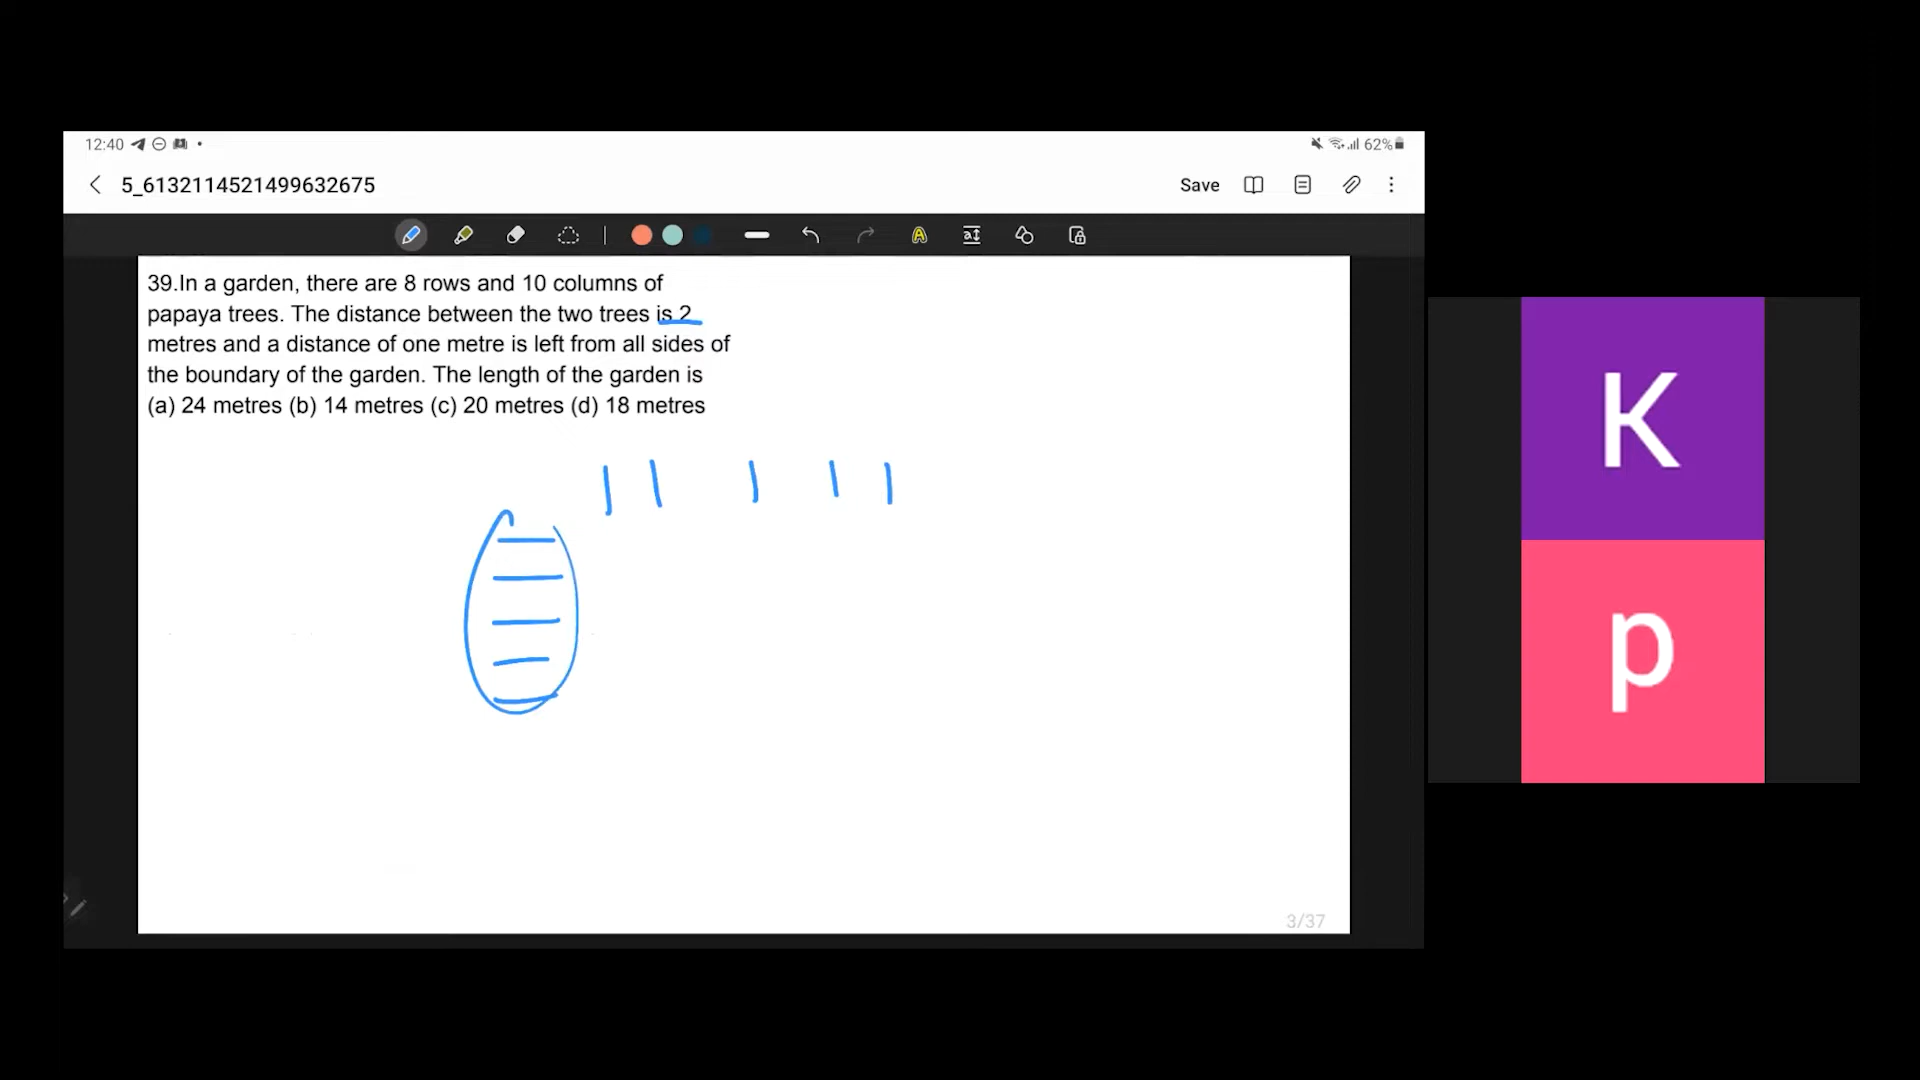 12:40
62%
5_6132114521499632675
Save
39.In a garden, there are 8 rows and 10 columns of
papaya trees. The distance between the two trees is 2
metres and a distance of one metre is left from all sides of
the boundary of the garden. The length of the garden is
(a) 24 metres (b) 14 metres (c) 20 metres (d) 18 metres
K
p
3/37